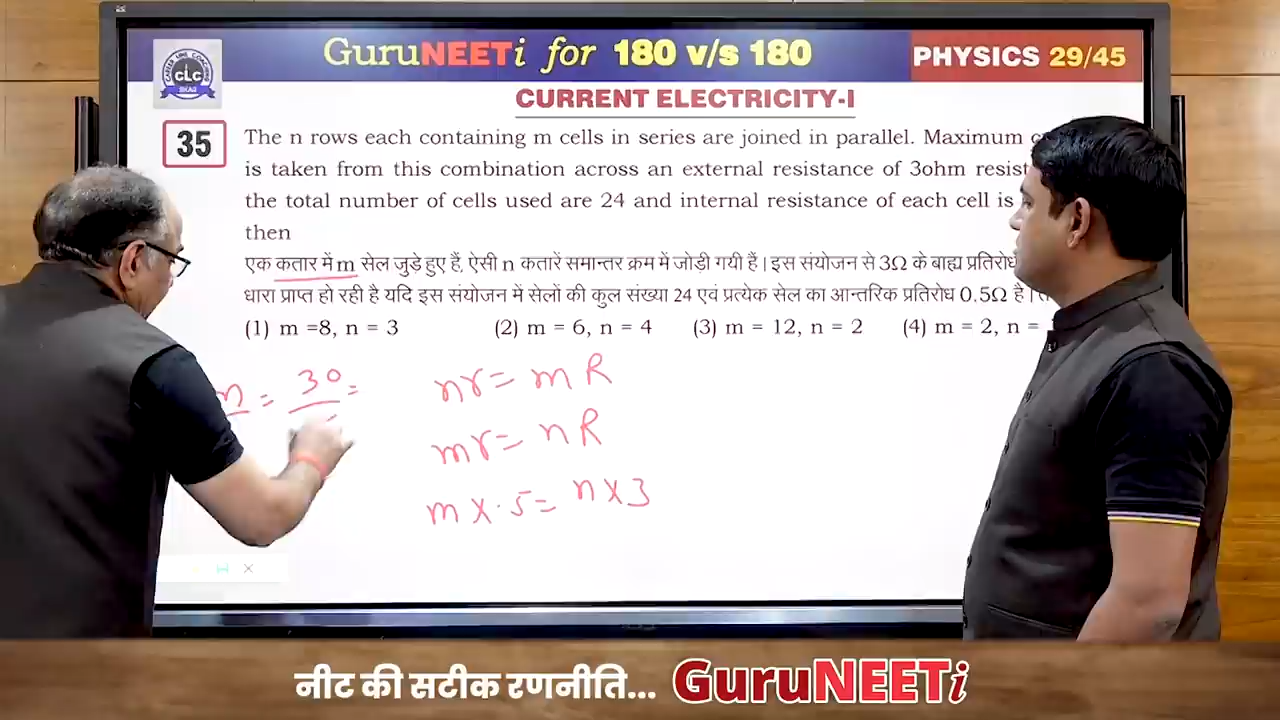 GuruNEETi for 180 v/s 180
PHYSICS 29/45
CLC
SIKAR
CURRENT ELECTRICITY-I
35
The n rows each containing m cells in series are joined in parallel. Maximum
is taken from this combination across an external resistance of 3ohm
the total number of cells used are 24 and internal resistance of each cell is
then
एक कतार में m सेल जुड़े हुए हैं, ऐसी n कतारें समान्तर क्रम में जोड़ी गयी हैं। इस संयोजन से 3Ω के बाह्य
धारा प्राप्त हो रही है यदि इस संयोजन में सेलों की कुल संख्या 24 एवं प्रत्येक सेल का आन्तरिक प्रतिरोध 0.5Ω है।
(1) m =8, n = 3 (2) m = 6, n = 4 (3) m = 12, n = 2 (4) m = 2, n =
= 30 =
nr = mR
mr = nR
m x .5 = n x 3
नीट की सटीक रणनीति... GuruNEETi